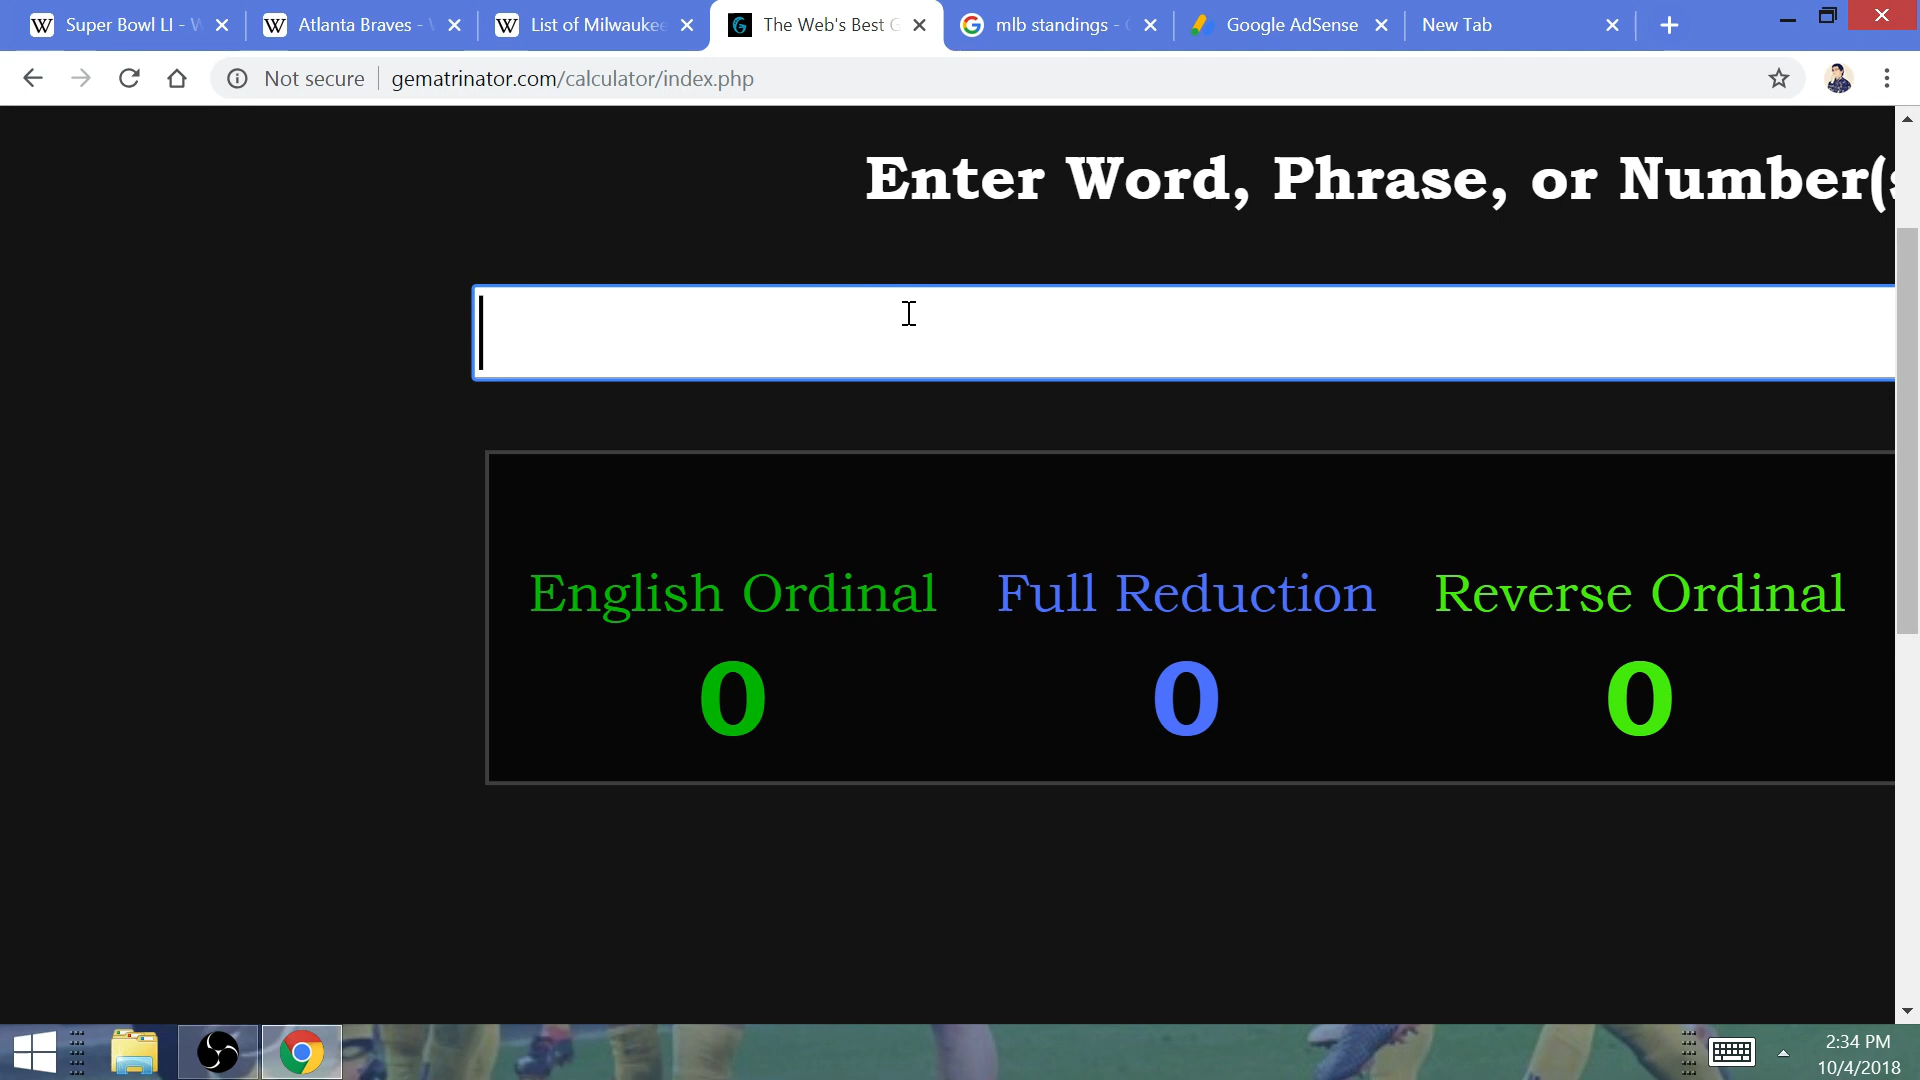 Super Bowl LI - W
Atlanta Braves -
List of Milwaukee
The Web's Best G
mlb standings -
Google AdSense
New Tab
Not secure
gematrinator.com/calculator/index.php
Enter Word, Phrase, or Number(s
English Ordinal
Full Reduction
Reverse Ordinal
0
0
0
2:34 PM
10/4/2018